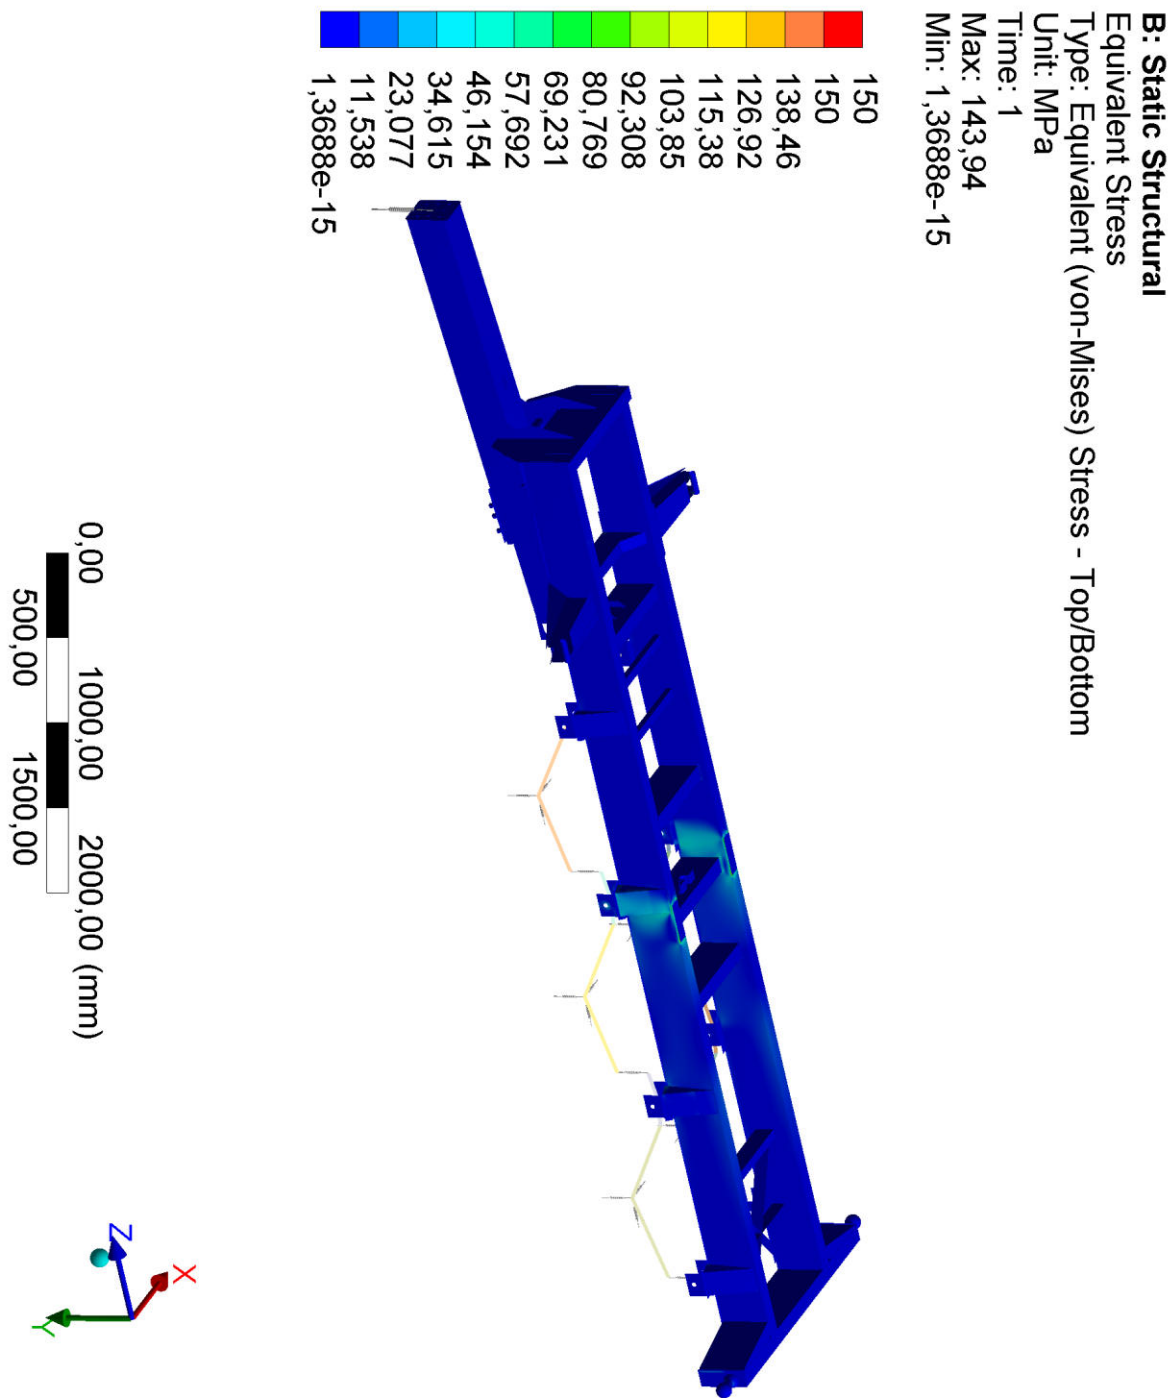 B: Static Structural
Equivalent Stress
Type: Equivalent (von-Mises) Stress - Top/Bottom
Unit: MPa
Time: 1
Max: 143,94
Min: 1,3688e-15
150
150
138,46
126,92
115,38
103,85
92,308
80,769
69,231
57,692
46,154
34,615
23,077
11,538
1,3688e-15
0,00
1000,00
2000,00 (mm)
500,00
1500,00
X
Z
Y